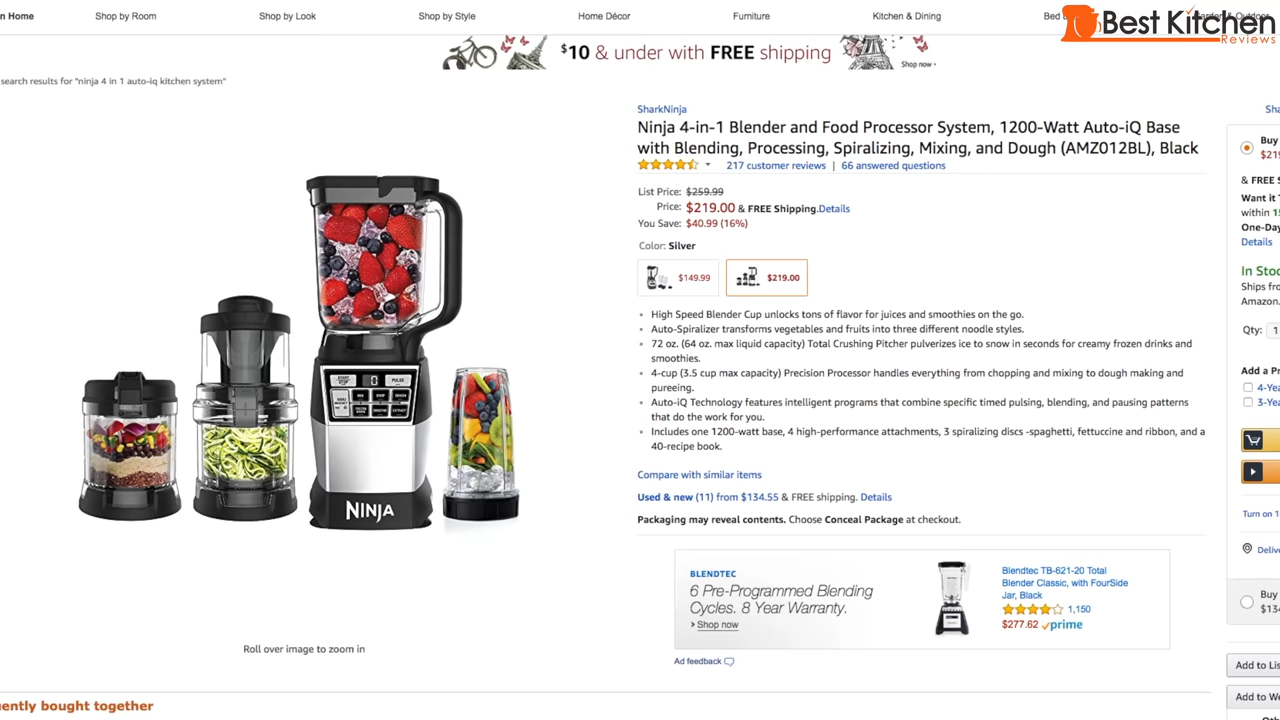 n Home
Shop by Room
Shop by Look
Shop by Style
Home Décor
Furniture
Kitchen & Dining
Bed
Best Kitchen
Reviews
$10 & under with FREE shipping
Shop now ›
search results for "ninja 4 in 1 auto-iq kitchen system"
SharkNinja
Ninja 4-in-1 Blender and Food Processor System, 1200-Watt Auto-iQ Base
with Blending, Processing, Spiralizing, Mixing, and Dough (AMZ012BL), Black
217 customer reviews | 66 answered questions
List Price: $259.99
Price: $219.00 & FREE Shipping.Details
You Save: $40.99 (16%)
Color: Silver
$149.99
$219.00
• High Speed Blender Cup unlocks tons of flavor for juices and smoothies on the go.
• Auto-Spiralizer transforms vegetables and fruits into three different noodle styles.
• 72 oz. (64 oz. max liquid capacity) Total Crushing Pitcher pulverizes ice to snow in seconds for creamy frozen drinks and
smoothies.
• 4-cup (3.5 cup max capacity) Precision Processor handles everything from chopping and mixing to dough making and
pureeing.
• Auto-iQ Technology features intelligent programs that combine specific timed pulsing, blending, and pausing patterns
that do the work for you.
• Includes one 1200-watt base, 4 high-performance attachments, 3 spiralizing discs -spaghetti, fettuccine and ribbon, and a
40-recipe book.
Compare with similar items
Used & new (11) from $134.55 & FREE shipping. Details
Packaging may reveal contents. Choose Conceal Package at checkout.
BLENDTEC
6 Pre-Programmed Blending
Cycles. 8 Year Warranty.
› Shop now
Blendtec TB-621-20 Total
Blender Classic, with FourSide
Jar, Black
1,150
$277.62 prime
Ad feedback
NINJA
PULSE
Roll over image to zoom in
uently bought together
Sha
Buy
$219
& FREE S
Want it T
within 15
One-Day
Details
In Stoc
Ships fro
Amazon.
Qty: 1
Add a Pr
4-Yea
3-Yea
Turn on 1
Delive
Buy
$134
Add to Lis
Add to We